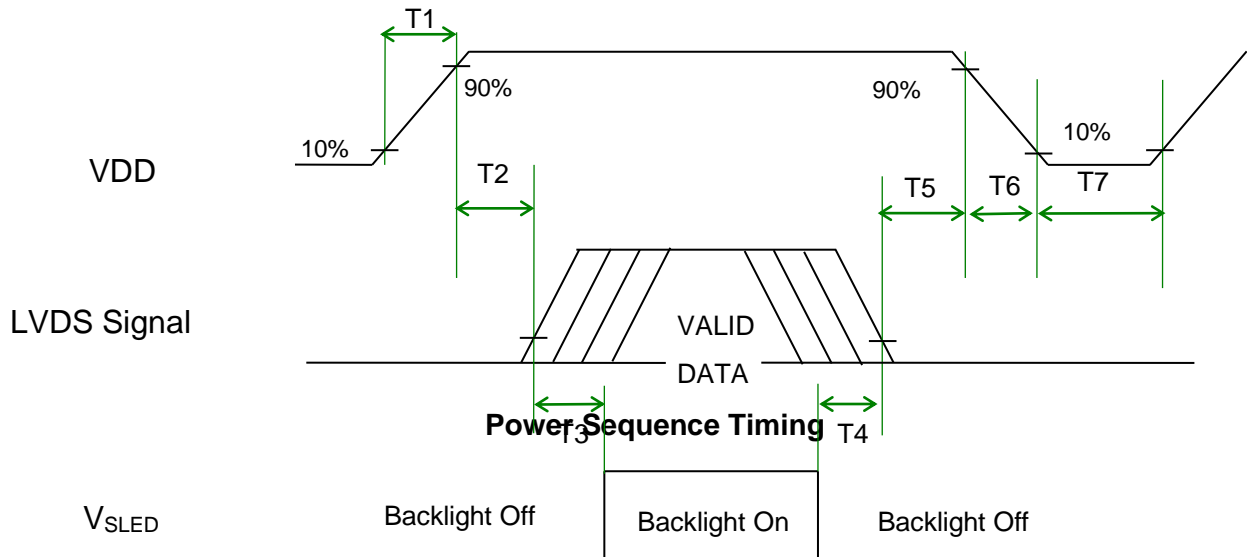 T1
90%
90%
10%
10%
VDD
T2
T5
T6
T7
LVDS Signal
VALID
DATA
Power Sequence Timing
T3
T4
VSLED
Backlight Off
Backlight On
Backlight Off